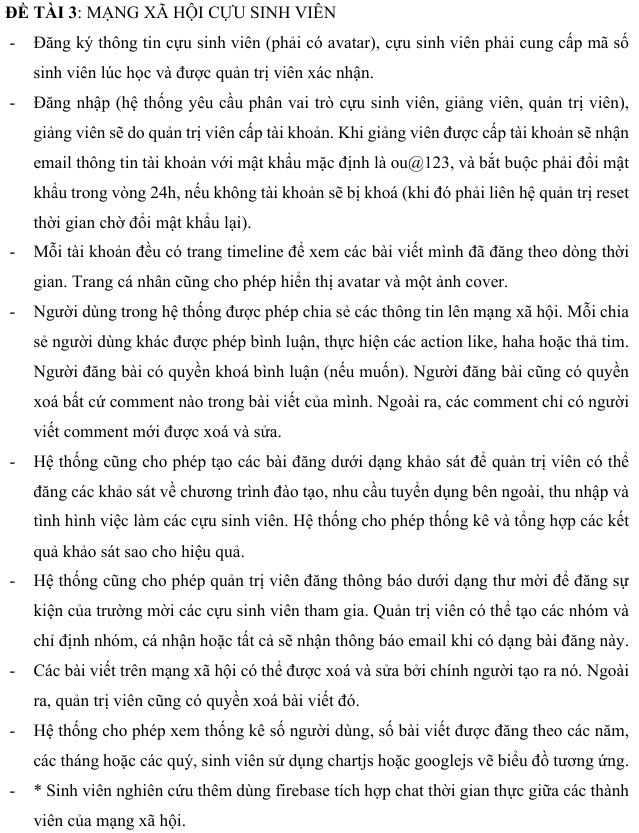 ĐỀ TÀI 3: MẠNG XÃ HỘI CỰU SINH VIÊN
- Đăng ký thông tin cựu sinh viên (phải có avatar), cựu sinh viên phải cung cấp mã số
sinh viên lúc học và được quản trị viên xác nhận.
- Đăng nhập (hệ thống yêu cầu phân vai trò cựu sinh viên, giảng viên, quản trị viên),
giảng viên sẽ do quản trị viên cấp tài khoản. Khi giảng viên được cấp tài khoản sẽ nhận
email thông tin tài khoản với mật khẩu mặc định là ou@123, và bắt buộc phải đổi mật
khẩu trong vòng 24h, nếu không tài khoản sẽ bị khoá (khi đó phải liên hệ quản trị reset
thời gian chờ đổi mật khẩu lại).
- Mỗi tài khoản đều có trang timeline để xem các bài viết mình đã đăng theo dòng thời
gian. Trang cá nhân cũng cho phép hiển thị avatar và một ảnh cover.
- Người dùng trong hệ thống được phép chia sẻ các thông tin lên mạng xã hội. Mỗi chia
sẻ người dùng khác được phép bình luận, thực hiện các action like, haha hoặc thả tim.
Người đăng bài có quyền khoá bình luận (nếu muốn). Người đăng bài cũng có quyền
xoá bất cứ comment nào trong bài viết của mình. Ngoài ra, các comment chỉ có người
viết comment mới được xoá và sửa.
- Hệ thống cũng cho phép tạo các bài đăng dưới dạng khảo sát để quản trị viên có thể
đăng các khảo sát về chương trình đào tạo, nhu cầu tuyển dụng bên ngoài, thu nhập và
tình hình việc làm các cựu sinh viên. Hệ thống cho phép thống kê và tổng hợp các kết
quả khảo sát sao cho hiệu quả.
- Hệ thống cũng cho phép quản trị viên đăng thông báo dưới dạng thư mời để đăng sự
kiện của trường mời các cựu sinh viên tham gia. Quản trị viên có thể tạo các nhóm và
chỉ định nhóm, cá nhân hoặc tất cả sẽ nhận thông báo email khi có dạng bài đăng này.
- Các bài viết trên mạng xã hội có thể được xoá và sửa bởi chính người tạo ra nó. Ngoài
ra, quản trị viên cũng có quyền xoá bài viết đó.
- Hệ thống cho phép xem thống kê số người dùng, số bài viết được đăng theo các năm,
các tháng hoặc các quý, sinh viên sử dụng chartjs hoặc googlejs vẽ biểu đồ tương ứng.
- * Sinh viên nghiên cứu thêm dùng firebase tích hợp chat thời gian thực giữa các thành
viên của mạng xã hội.